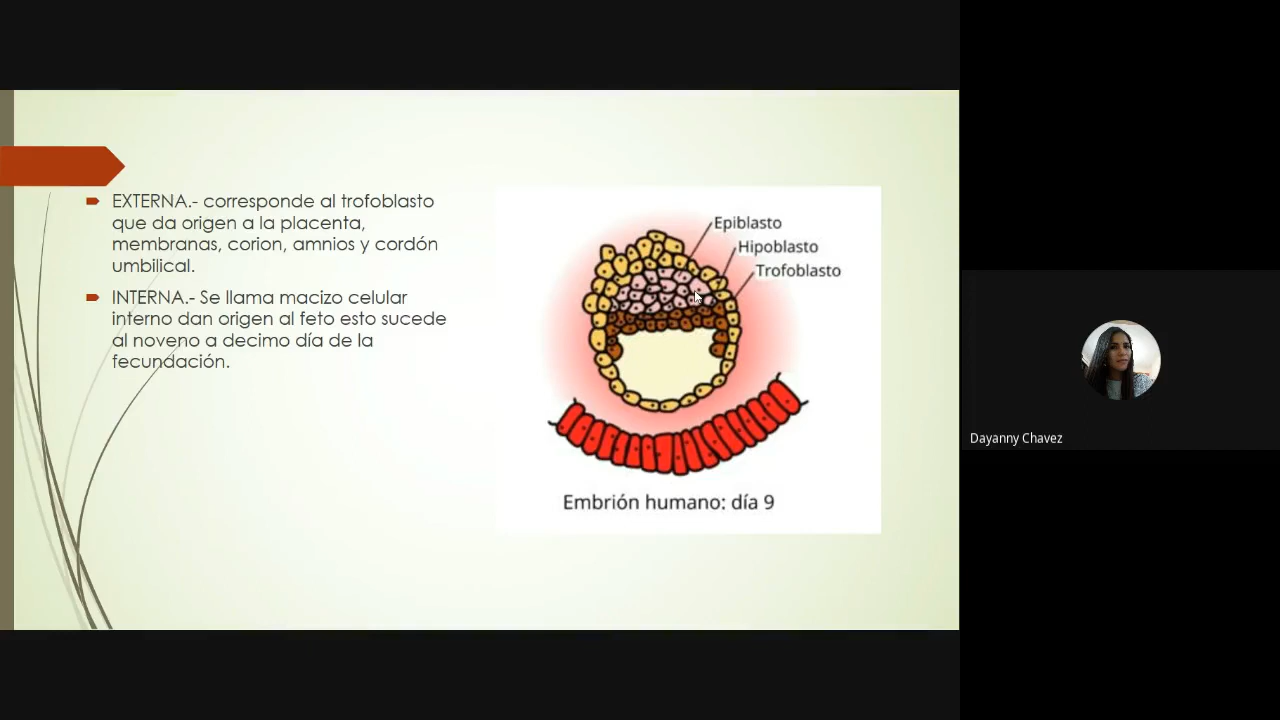 EXTERNA.- corresponde al trofoblasto
que da origen a la placenta,
membranas, corion, amnios y cordón
umbilical.
INTERNA.- Se llama macizo celular
interno dan origen al feto esto sucede
al noveno a decimo día de la
fecundación.
Epiblasto
Hipoblasto
Trofoblasto
Embrión humano: día 9
Dayanny Chavez